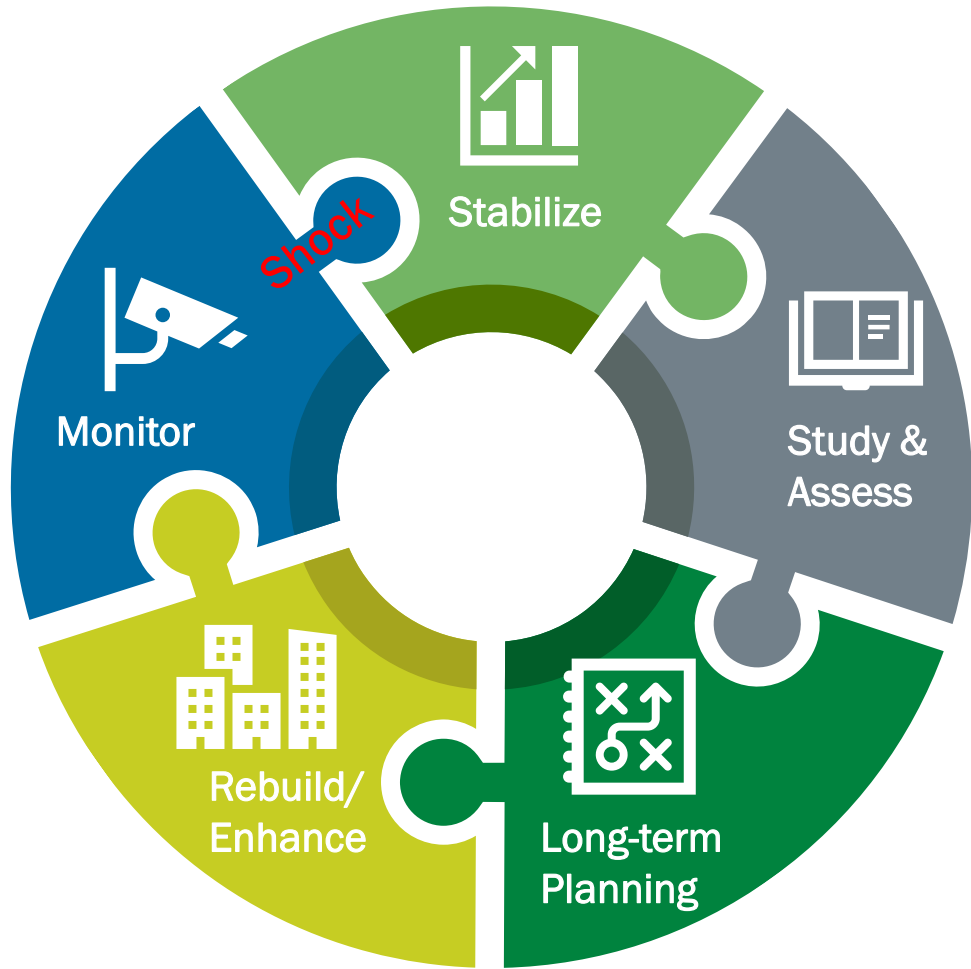 Stabilize
Shock
Monitor
Study &
Assess
Rebuild/
Enhance
Long-term
Planning